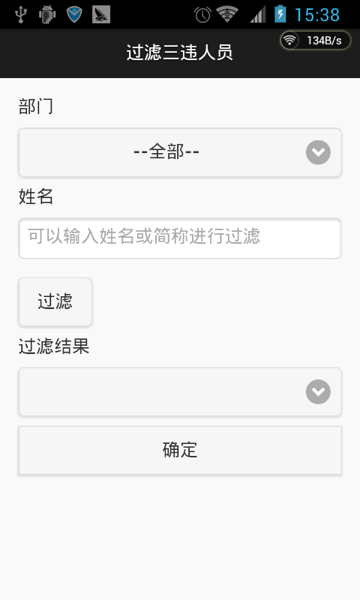 15:38
过滤三违人员
134B/s
部门
--全部--
姓名
可以输入姓名或简称进行过滤
过滤
过滤结果
确定